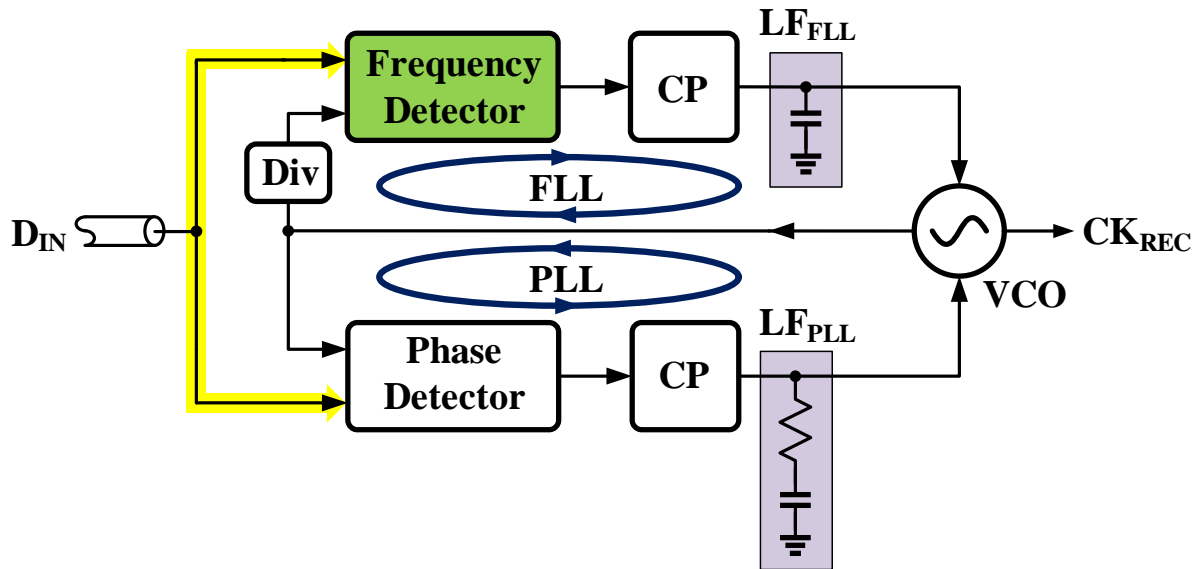 LF_FLL
Frequency
Detector
CP
Div
FLL
D_IN
CK_REC
PLL
VCO
LF_PLL
Phase
Detector
CP